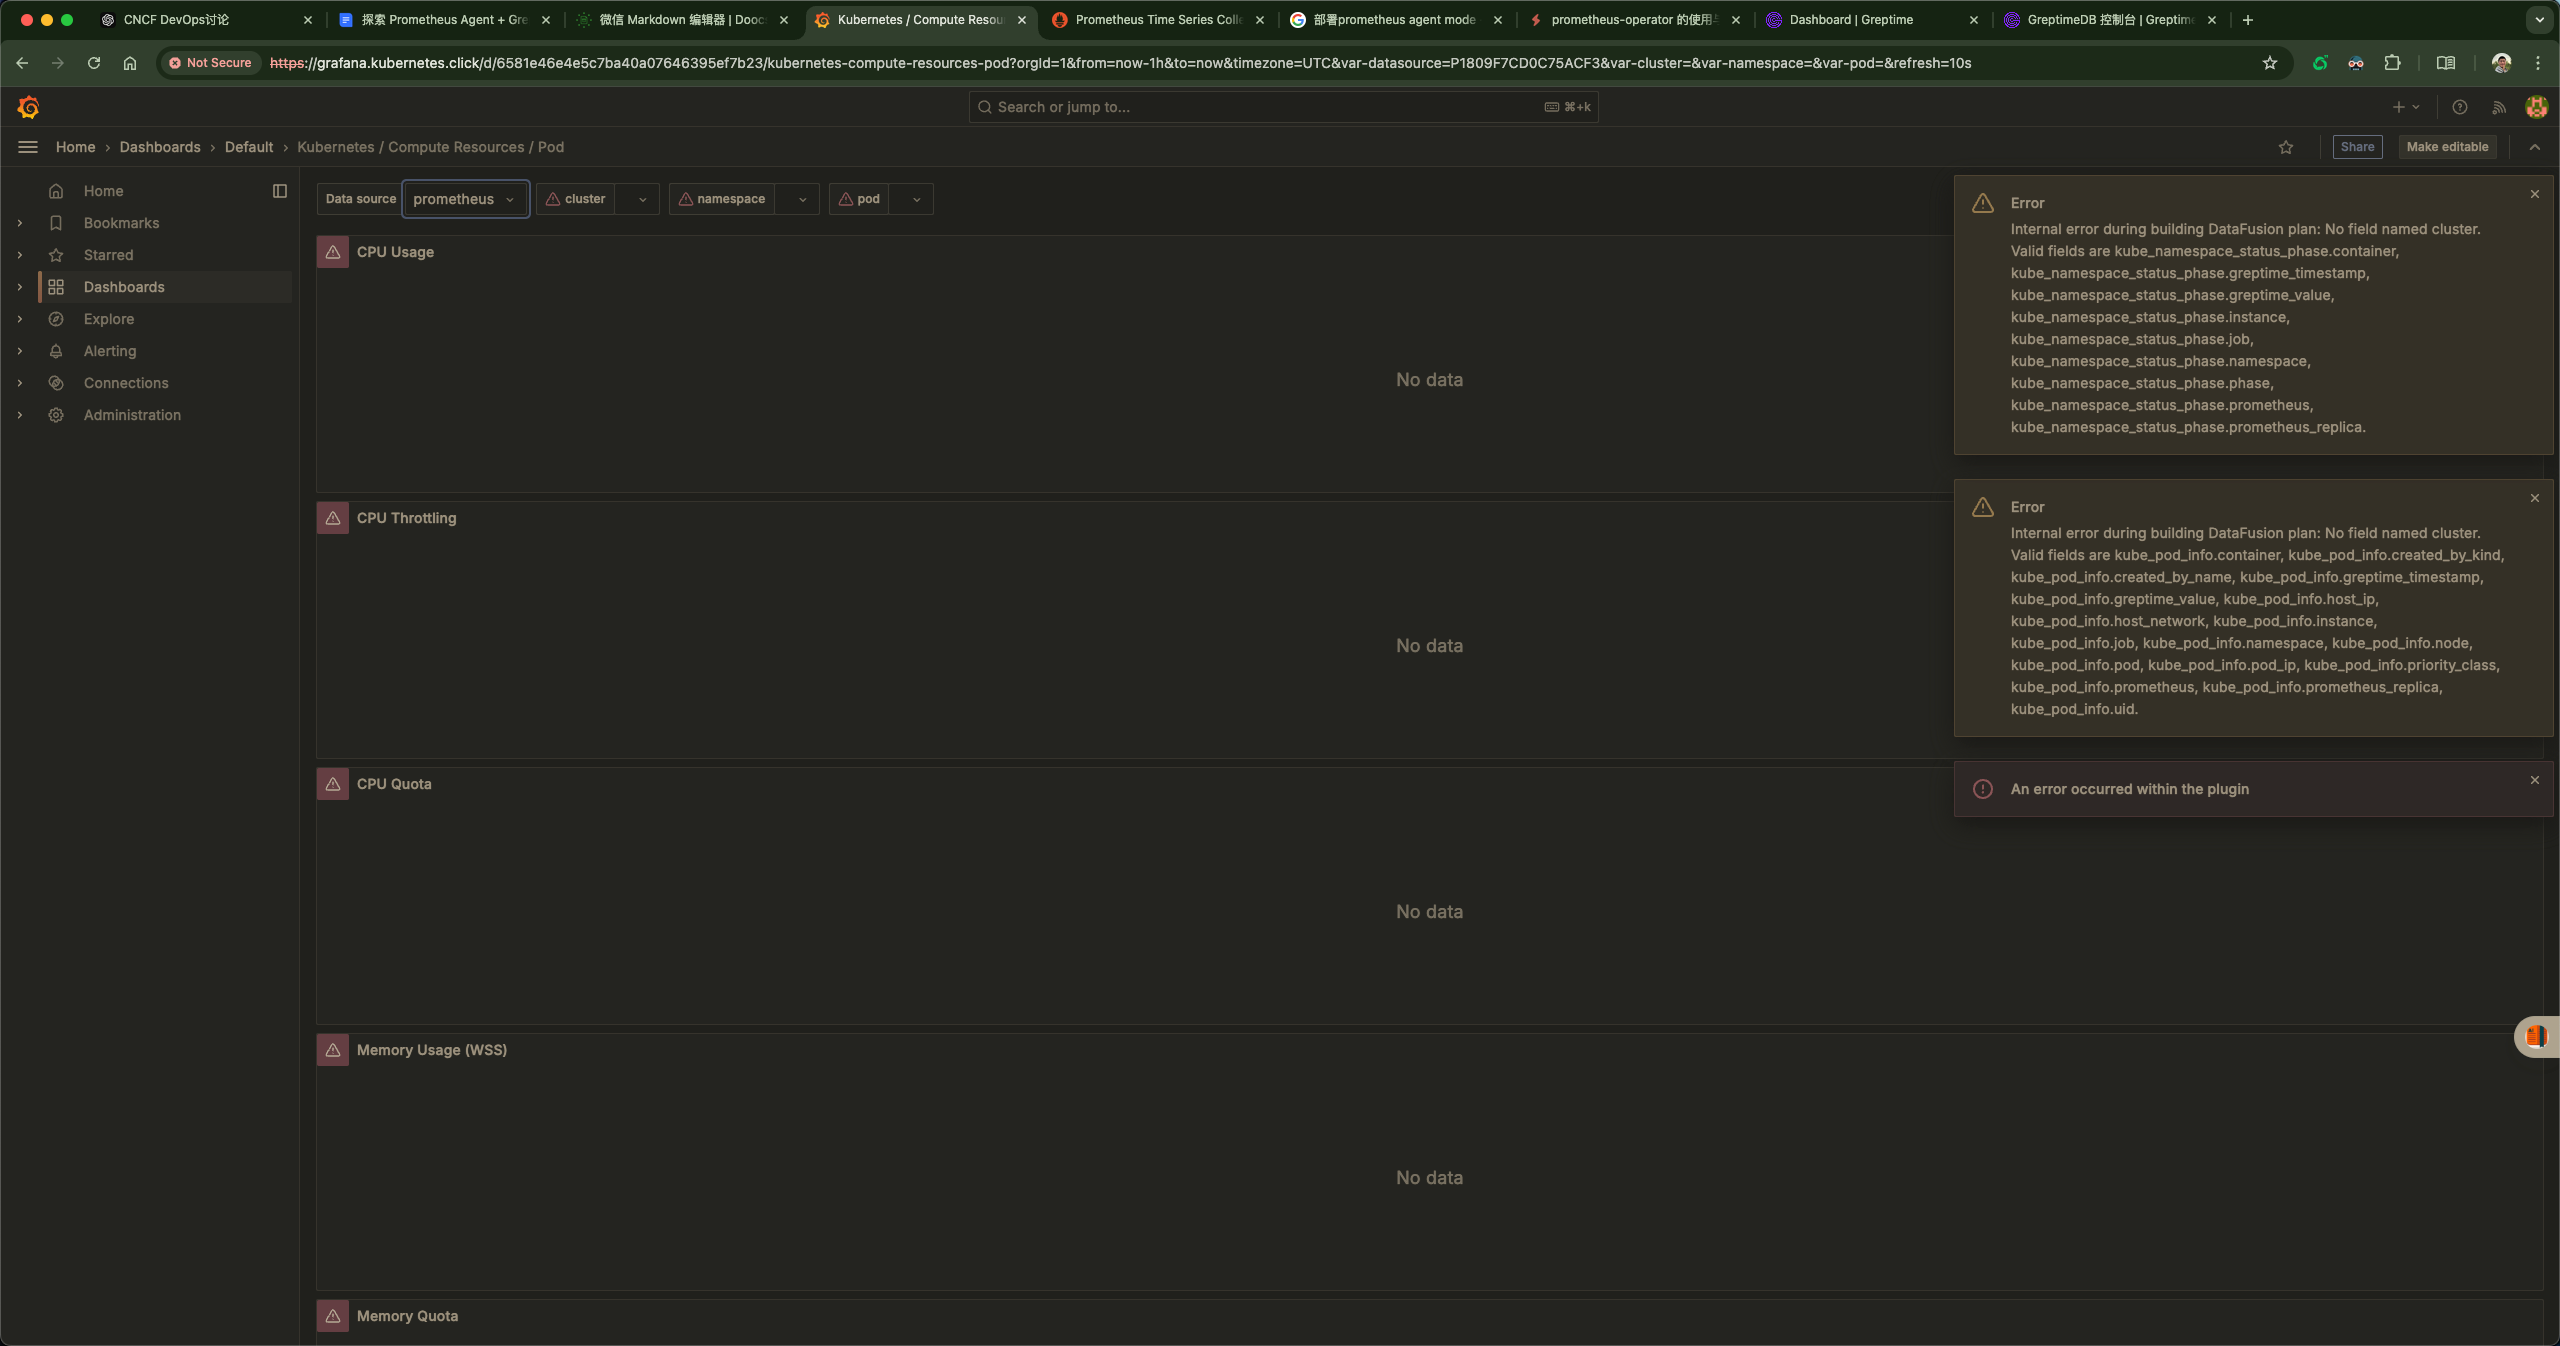 CNCF DevOps讨论
探索 Prometheus Agent + Gre
微信 Markdown 编辑器 | Dooc
Kubernetes / Compute Resou
Prometheus Time Series Colle
部署prometheus agent mode
prometheus-operator 的使用
Dashboard | Greptime
GreptimeDB 控制台 | Greptime
Not Secure
https://grafana.kubernetes.click/d/6581e46e4e5c7ba40a07646395ef7b23/kubernetes-compute-resources-pod?orgId=1&from=now-1h&to=now&timezone=UTC&var-datasource=P1809F7CD0C75ACF3&var-cluster=&var-namespace=&var-pod=&refresh=10s
Search or jump to...
⌘+k
Home › Dashboards › Default › Kubernetes / Compute Resources / Pod
Share
Make editable
Home
Bookmarks
Starred
Dashboards
Explore
Alerting
Connections
Administration
Data source
prometheus
cluster
namespace
pod
CPU Usage
No data
CPU Throttling
No data
CPU Quota
No data
Memory Usage (WSS)
No data
Memory Quota
Error
Internal error during building DataFusion plan: No field named cluster.
Valid fields are kube_namespace_status_phase.container,
kube_namespace_status_phase.greptime_timestamp,
kube_namespace_status_phase.greptime_value,
kube_namespace_status_phase.instance,
kube_namespace_status_phase.job,
kube_namespace_status_phase.namespace,
kube_namespace_status_phase.phase,
kube_namespace_status_phase.prometheus,
kube_namespace_status_phase.prometheus_replica.
Error
Internal error during building DataFusion plan: No field named cluster.
Valid fields are kube_pod_info.container, kube_pod_info.created_by_kind,
kube_pod_info.created_by_name, kube_pod_info.greptime_timestamp,
kube_pod_info.greptime_value, kube_pod_info.host_ip,
kube_pod_info.host_network, kube_pod_info.instance,
kube_pod_info.job, kube_pod_info.namespace, kube_pod_info.node,
kube_pod_info.pod, kube_pod_info.pod_ip, kube_pod_info.priority_class,
kube_pod_info.prometheus, kube_pod_info.prometheus_replica,
kube_pod_info.uid.
An error occurred within the plugin